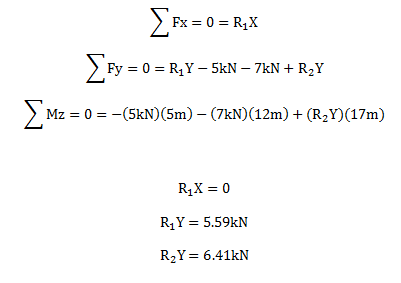 ∑ Fx = 0 = R₁X
∑ Fy = 0 = R₁Y − 5kN − 7kN + R₂Y
∑ Mz = 0 = −(5kN)(5m) − (7kN)(12m) + (R₂Y)(17m)
R₁X = 0
R₁Y = 5.59kN
R₂Y = 6.41kN